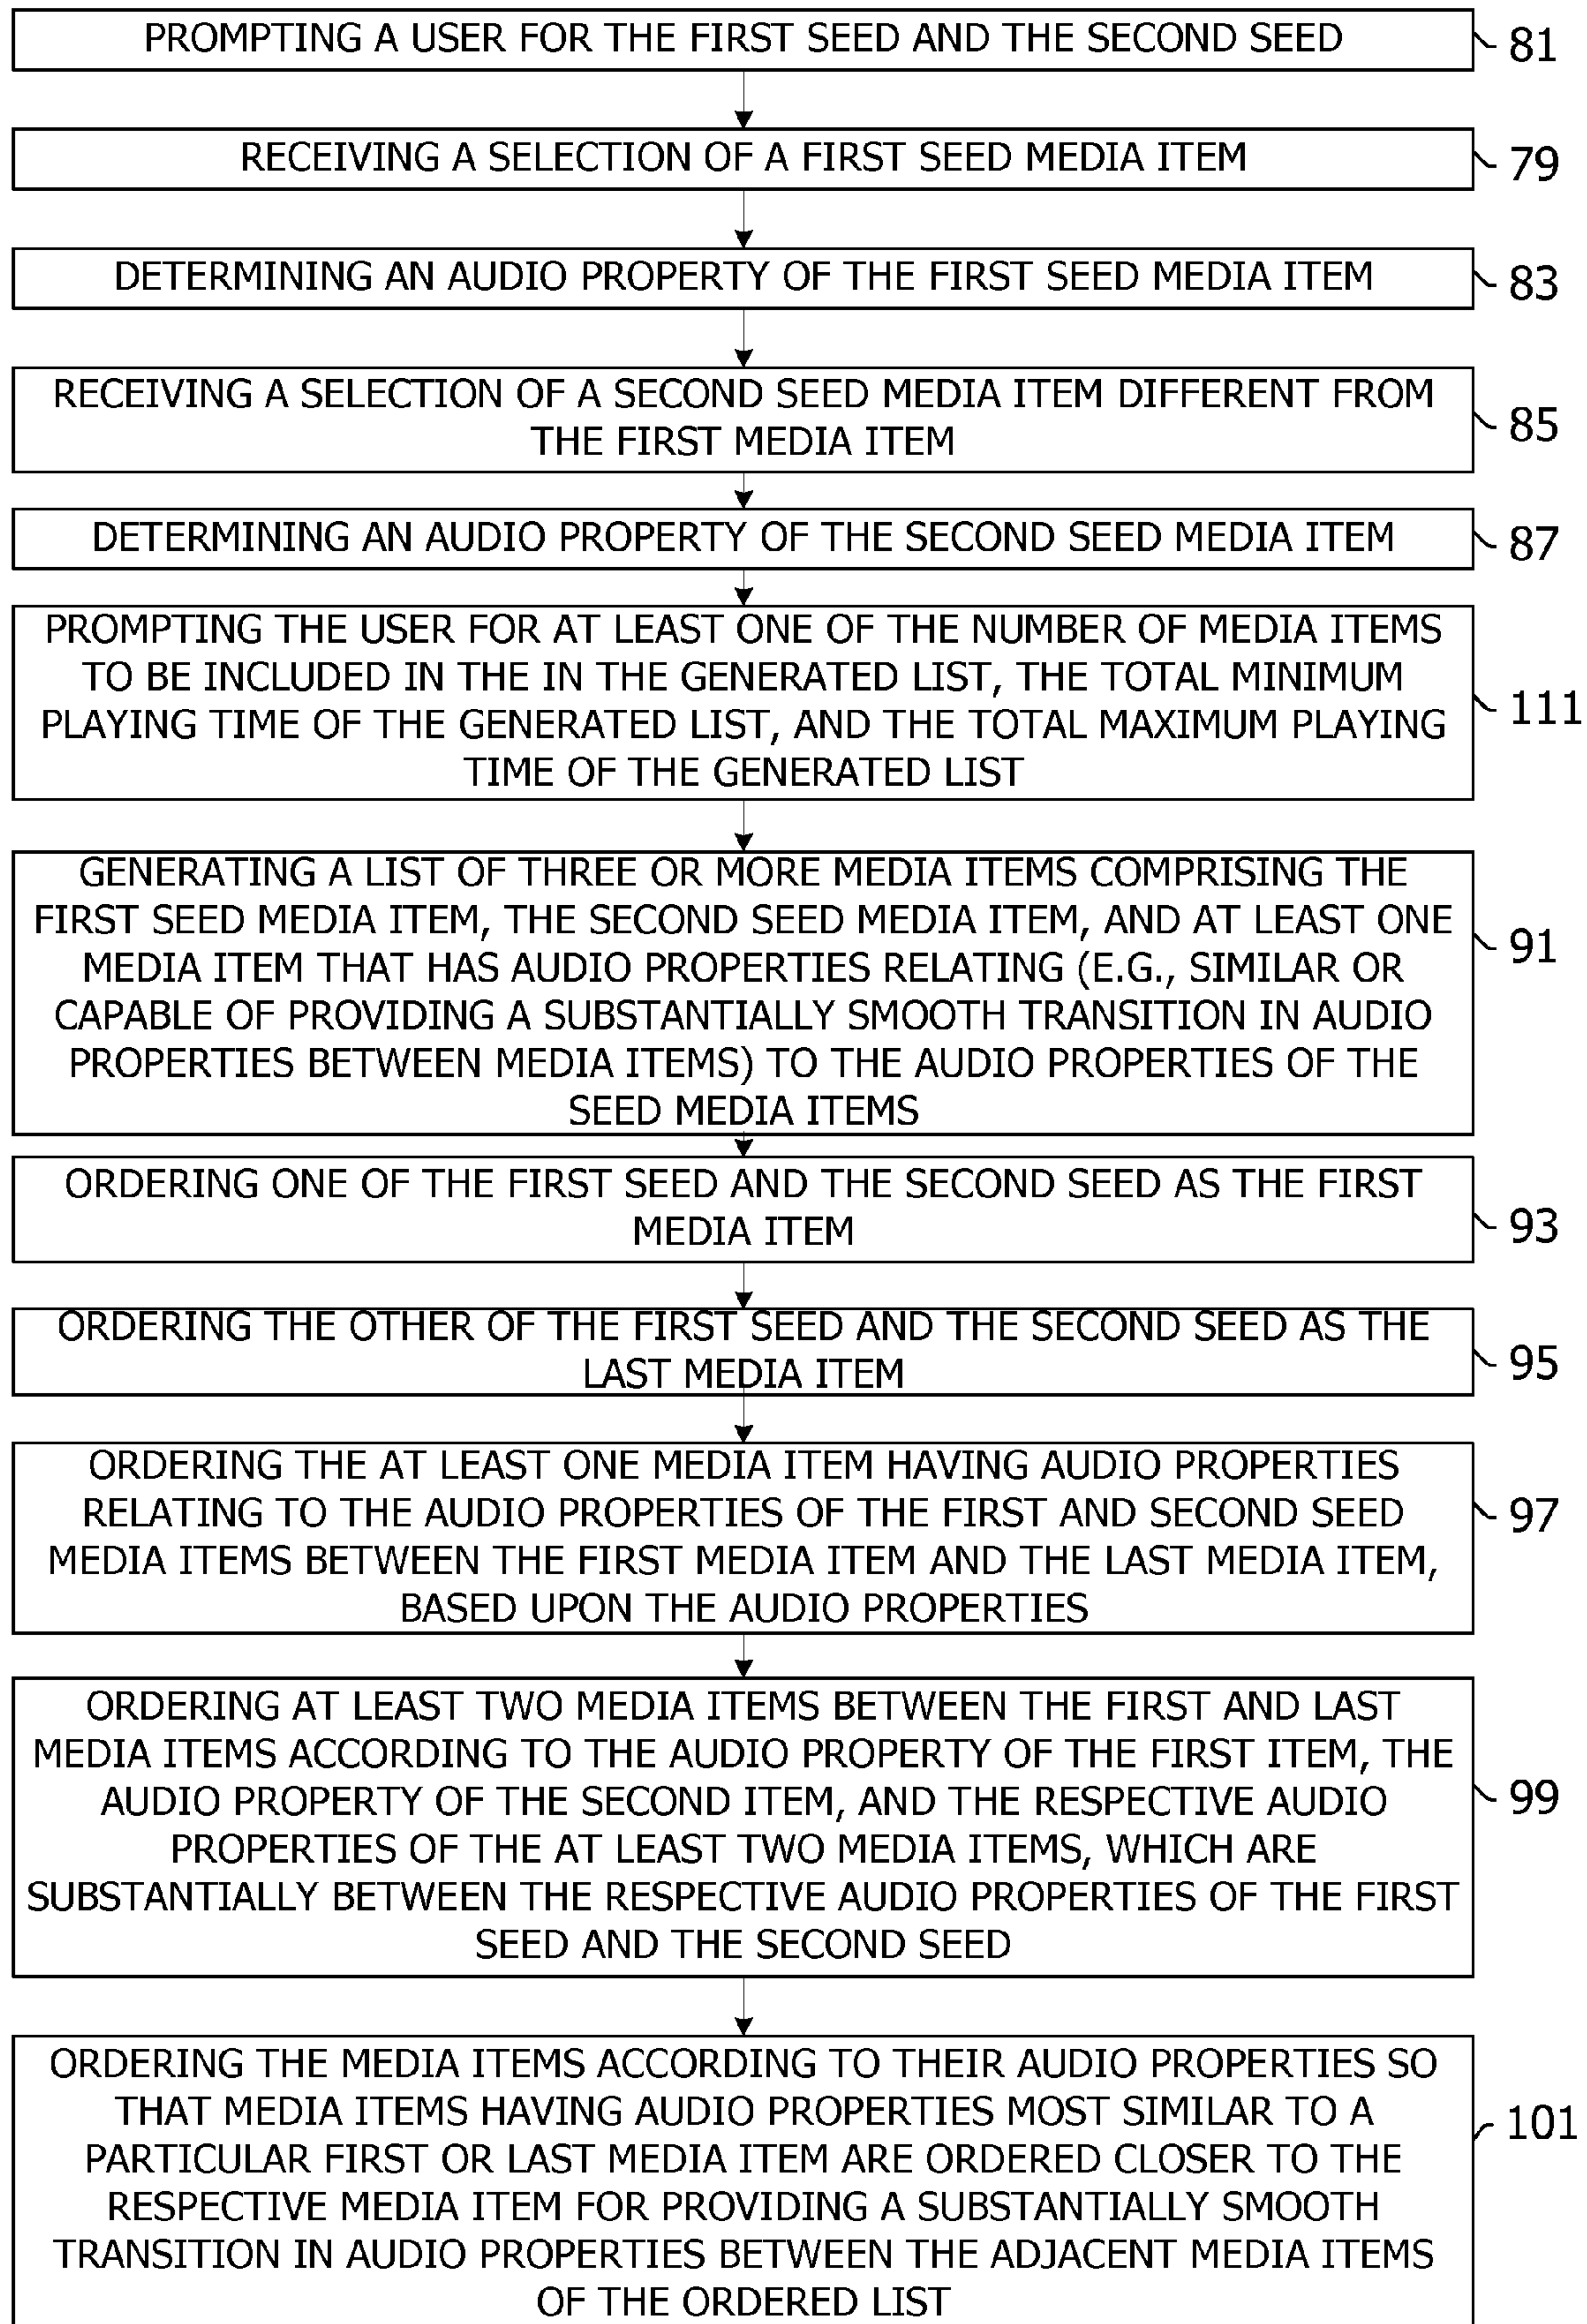 PROMPTING A USER FOR THE FIRST SEED AND THE SECOND SEED
81
RECEIVING A SELECTION OF A FIRST SEED MEDIA ITEM
79
DETERMINING AN AUDIO PROPERTY OF THE FIRST SEED MEDIA ITEM
83
RECEIVING A SELECTION OF A SECOND SEED MEDIA ITEM DIFFERENT FROM
THE FIRST MEDIA ITEM
85
DETERMINING AN AUDIO PROPERTY OF THE SECOND SEED MEDIA ITEM
87
PROMPTING THE USER FOR AT LEAST ONE OF THE NUMBER OF MEDIA ITEMS
TO BE INCLUDED IN THE IN THE GENERATED LIST, THE TOTAL MINIMUM
PLAYING TIME OF THE GENERATED LIST, AND THE TOTAL MAXIMUM PLAYING
TIME OF THE GENERATED LIST
111
GENERATING A LIST OF THREE OR MORE MEDIA ITEMS COMPRISING THE
FIRST SEED MEDIA ITEM, THE SECOND SEED MEDIA ITEM, AND AT LEAST ONE
MEDIA ITEM THAT HAS AUDIO PROPERTIES RELATING (E.G., SIMILAR OR
CAPABLE OF PROVIDING A SUBSTANTIALLY SMOOTH TRANSITION IN AUDIO
PROPERTIES BETWEEN MEDIA ITEMS) TO THE AUDIO PROPERTIES OF THE
SEED MEDIA ITEMS
91
ORDERING ONE OF THE FIRST SEED AND THE SECOND SEED AS THE FIRST
MEDIA ITEM
93
ORDERING THE OTHER OF THE FIRST SEED AND THE SECOND SEED AS THE
LAST MEDIA ITEM
95
ORDERING THE AT LEAST ONE MEDIA ITEM HAVING AUDIO PROPERTIES
RELATING TO THE AUDIO PROPERTIES OF THE FIRST AND SECOND SEED
MEDIA ITEMS BETWEEN THE FIRST MEDIA ITEM AND THE LAST MEDIA ITEM,
BASED UPON THE AUDIO PROPERTIES
97
ORDERING AT LEAST TWO MEDIA ITEMS BETWEEN THE FIRST AND LAST
MEDIA ITEMS ACCORDING TO THE AUDIO PROPERTY OF THE FIRST ITEM, THE
AUDIO PROPERTY OF THE SECOND ITEM, AND THE RESPECTIVE AUDIO
PROPERTIES OF THE AT LEAST TWO MEDIA ITEMS, WHICH ARE
SUBSTANTIALLY BETWEEN THE RESPECTIVE AUDIO PROPERTIES OF THE FIRST
SEED AND THE SECOND SEED
99
ORDERING THE MEDIA ITEMS ACCORDING TO THEIR AUDIO PROPERTIES SO
THAT MEDIA ITEMS HAVING AUDIO PROPERTIES MOST SIMILAR TO A
PARTICULAR FIRST OR LAST MEDIA ITEM ARE ORDERED CLOSER TO THE
RESPECTIVE MEDIA ITEM FOR PROVIDING A SUBSTANTIALLY SMOOTH
TRANSITION IN AUDIO PROPERTIES BETWEEN THE ADJACENT MEDIA ITEMS
OF THE ORDERED LIST
101